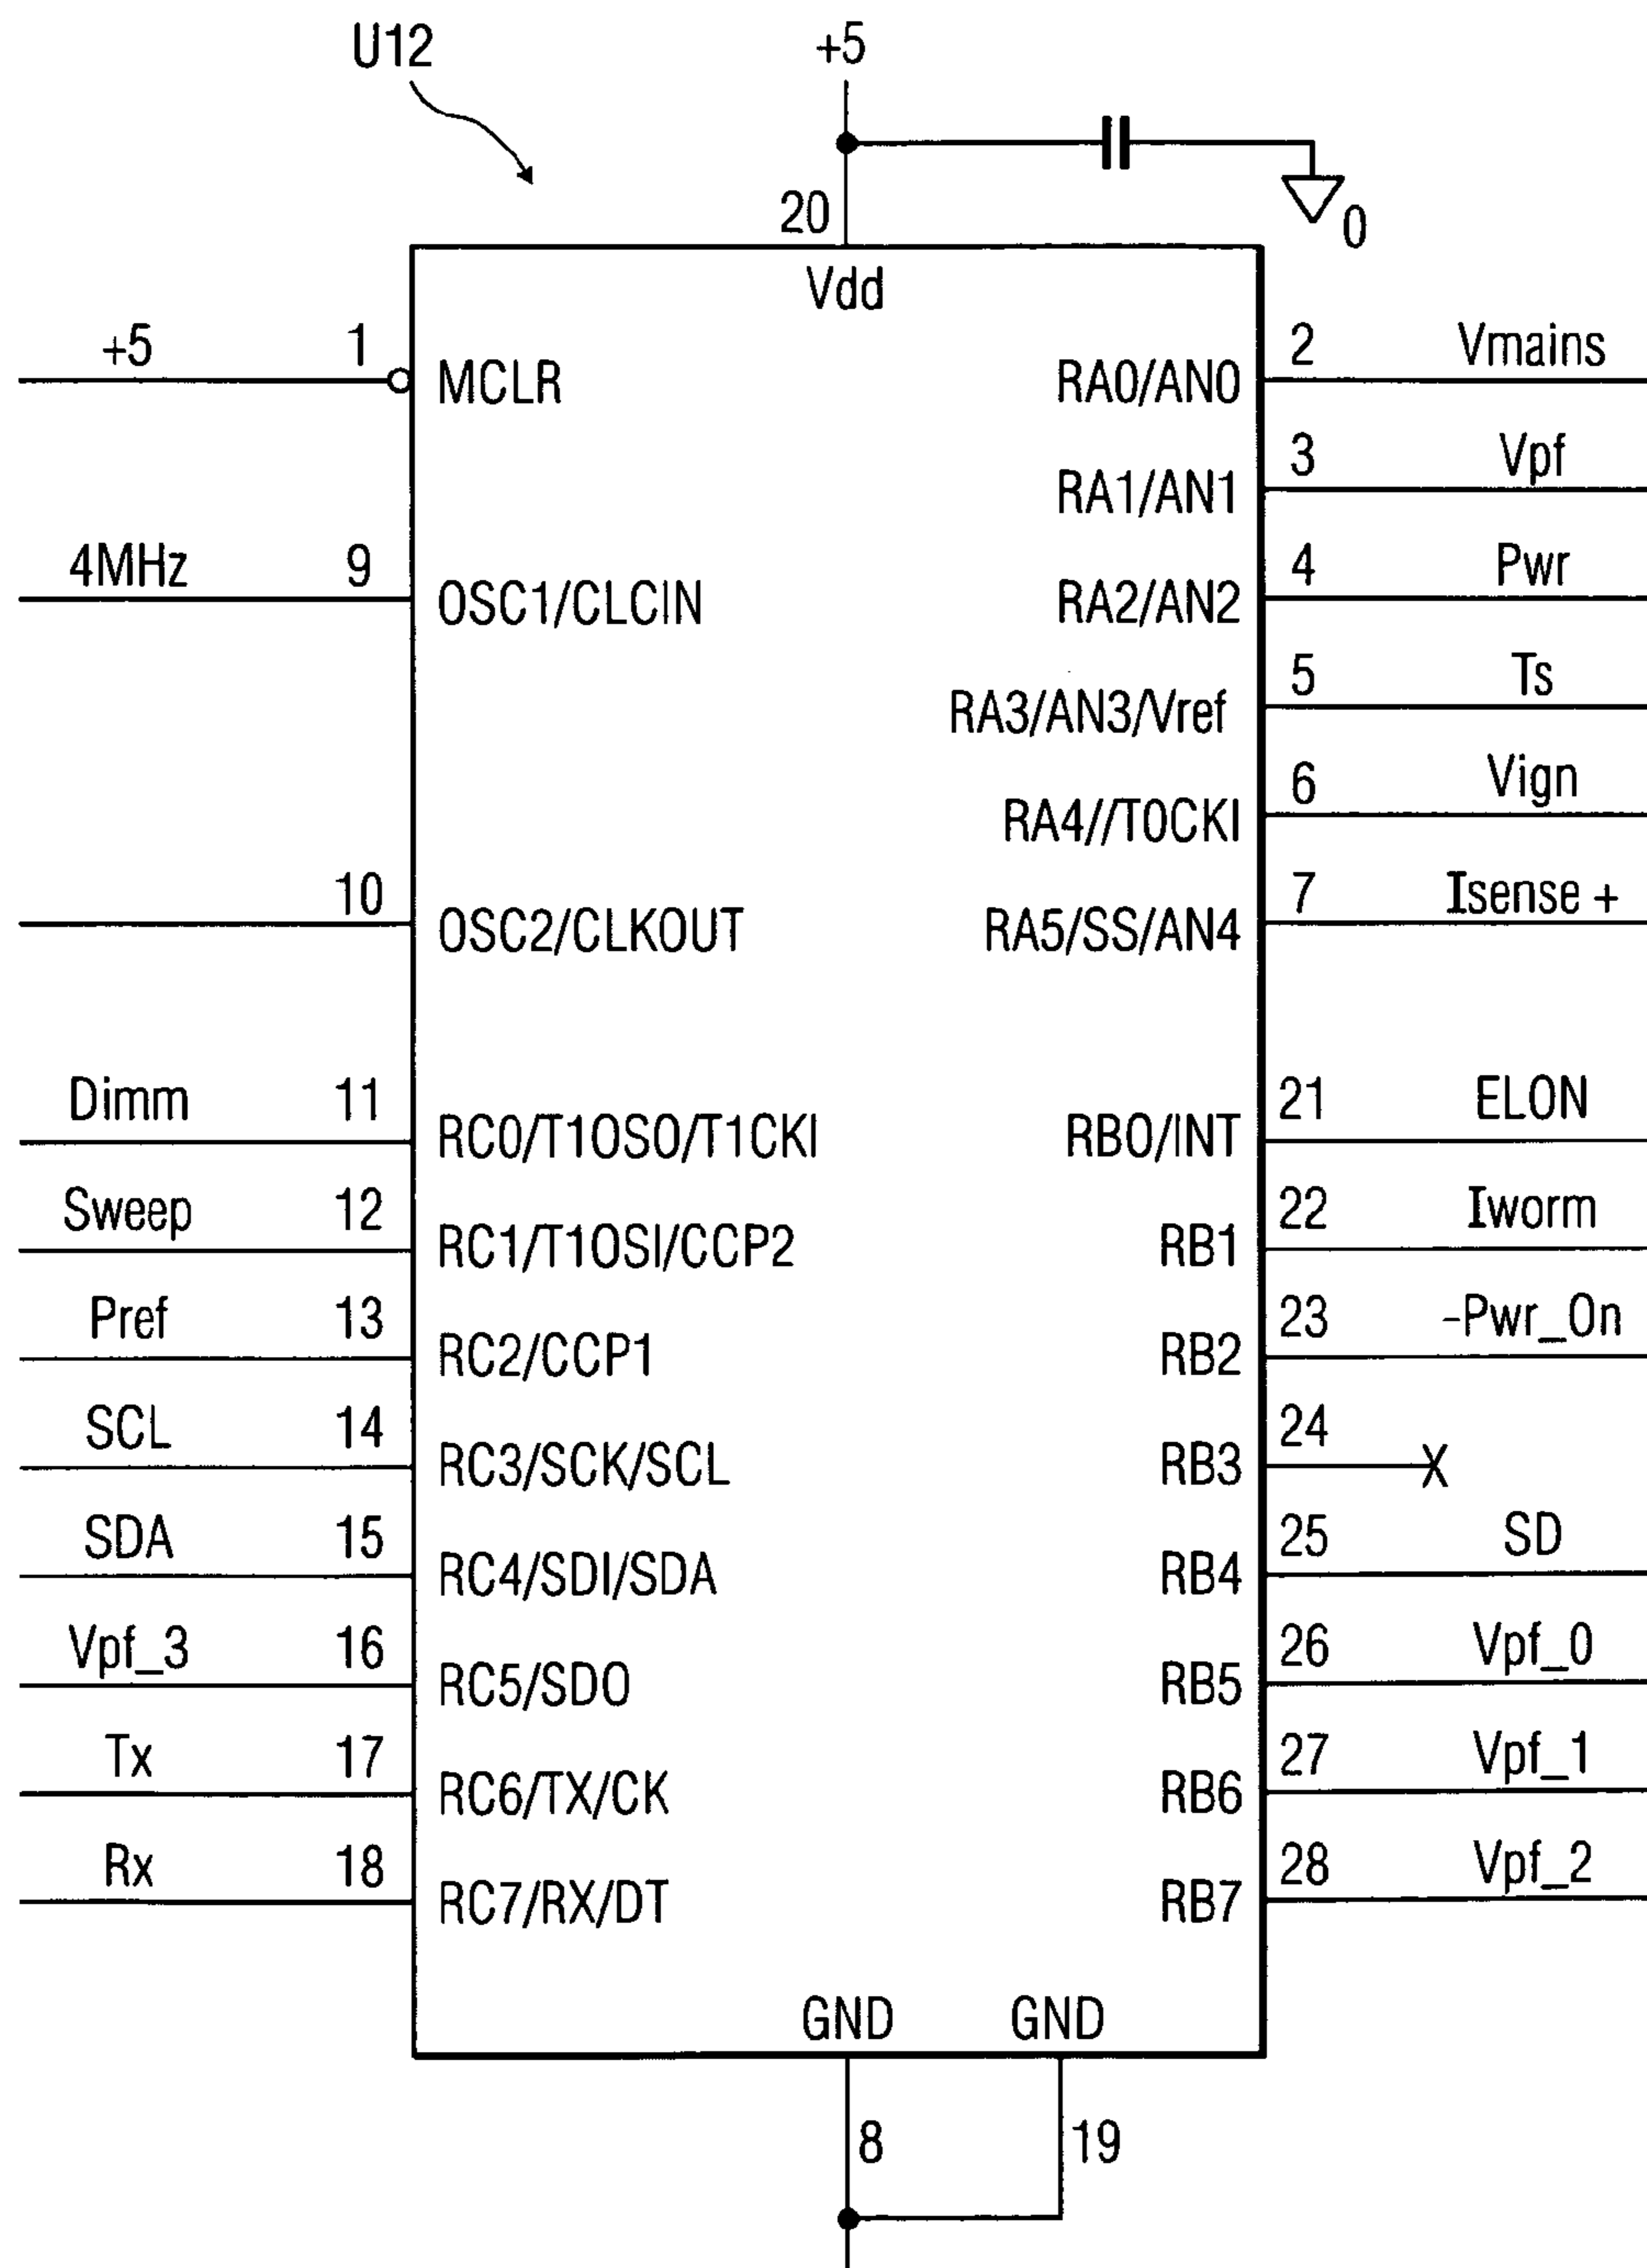 U12
+5
20
0
Vdd
+5 1 MCLR RA0/AN0 2 Vmains
RA1/AN1 3 Vpf
4MHz 9 OSC1/CLCIN RA2/AN2 4 Pwr
RA3/AN3/Vref 5 Ts
RA4//T0CKI 6 Vign
10 OSC2/CLKOUT RA5/SS/AN4 7 Isense +
Dimm 11 RC0/T1OSO/T1CKI RB0/INT 21 ELON
Sweep 12 RC1/T1OSI/CCP2 RB1 22 Iworm
Pref 13 RC2/CCP1 RB2 23 -Pwr_On
SCL 14 RC3/SCK/SCL RB3 24 X
SDA 15 RC4/SDI/SDA RB4 25 SD
Vpf_3 16 RC5/SDO RB5 26 Vpf_0
Tx 17 RC6/TX/CK RB6 27 Vpf_1
Rx 18 RC7/RX/DT RB7 28 Vpf_2
GND GND
8 19